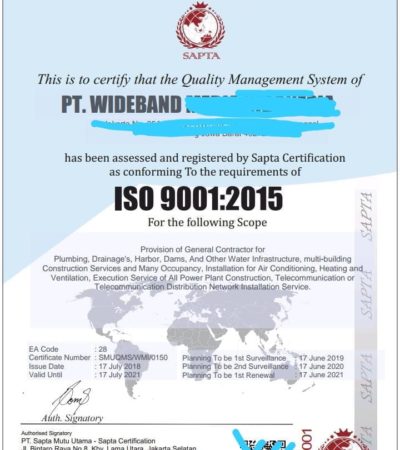 SAPTA
This is to certify that the Quality Management System of
PT. WIDEBAND
has been assessed and registered by Sapta Certification
as conforming To the requirements of
ISO 9001:2015
For the following Scope
Provision of General Contractor for
Plumbing, Drainage's, Harbor, Dams, And Other Water Infrastructure, multi-building
Construction Services and Many Occupancy, Installation for Air Conditioning, Heating and
Ventilation, Execution Service of All Power Plant Construction, Telecommunication or
Telecommunication Distribution Network Installation Service.
EA Code : 28
Certificate Number : SMUQMS/WMI/0150 Planning To be 1st Surveillance : 17 June 2019
Issue Date : 17 July 2018 Planning To be 2nd Surveillance : 17 June 2020
Valid Until : 17 July 2021 Planning To be 1st Renewal : 17 June 2021
Auth. Signatory
Authorised Signatory
PT. Sapta Mutu Utama - Sapta Certification
Jl. Bintaro Raya No.8, Kby. Lama Utara, Jakarta Selatan
SAPTA
SAPTA
SAPTA
9001